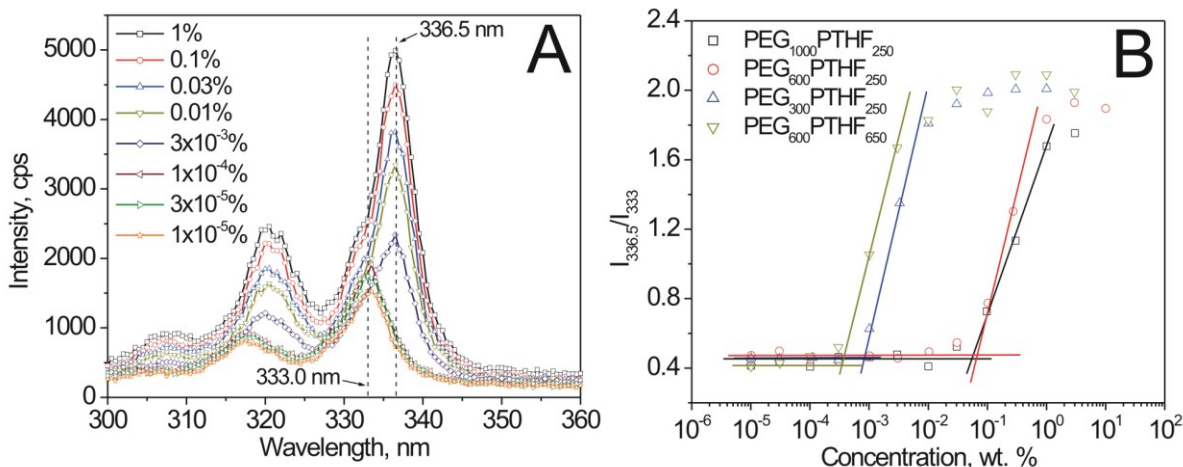 A
1%
0.1%
0.03%
0.01%
3x10⁻³%
1x10⁻⁴%
3x10⁻⁵%
1x10⁻⁵%
336.5 nm
333.0 nm
Intensity, cps
5000
4000
3000
2000
1000
0
300 310 320 330 340 350 360
Wavelength, nm
B
PEG₁₀₀₀PTHF₂₅₀
PEG₆₀₀PTHF₂₅₀
PEG₃₀₀PTHF₂₅₀
PEG₆₀₀PTHF₆₅₀
I₃₃₆.₅/I₃₃₃
2.4
2.0
1.6
1.2
0.8
0.4
10⁻⁶ 10⁻⁵ 10⁻⁴ 10⁻³ 10⁻² 10⁻¹ 10⁰ 10¹ 10²
Concentration, wt. %